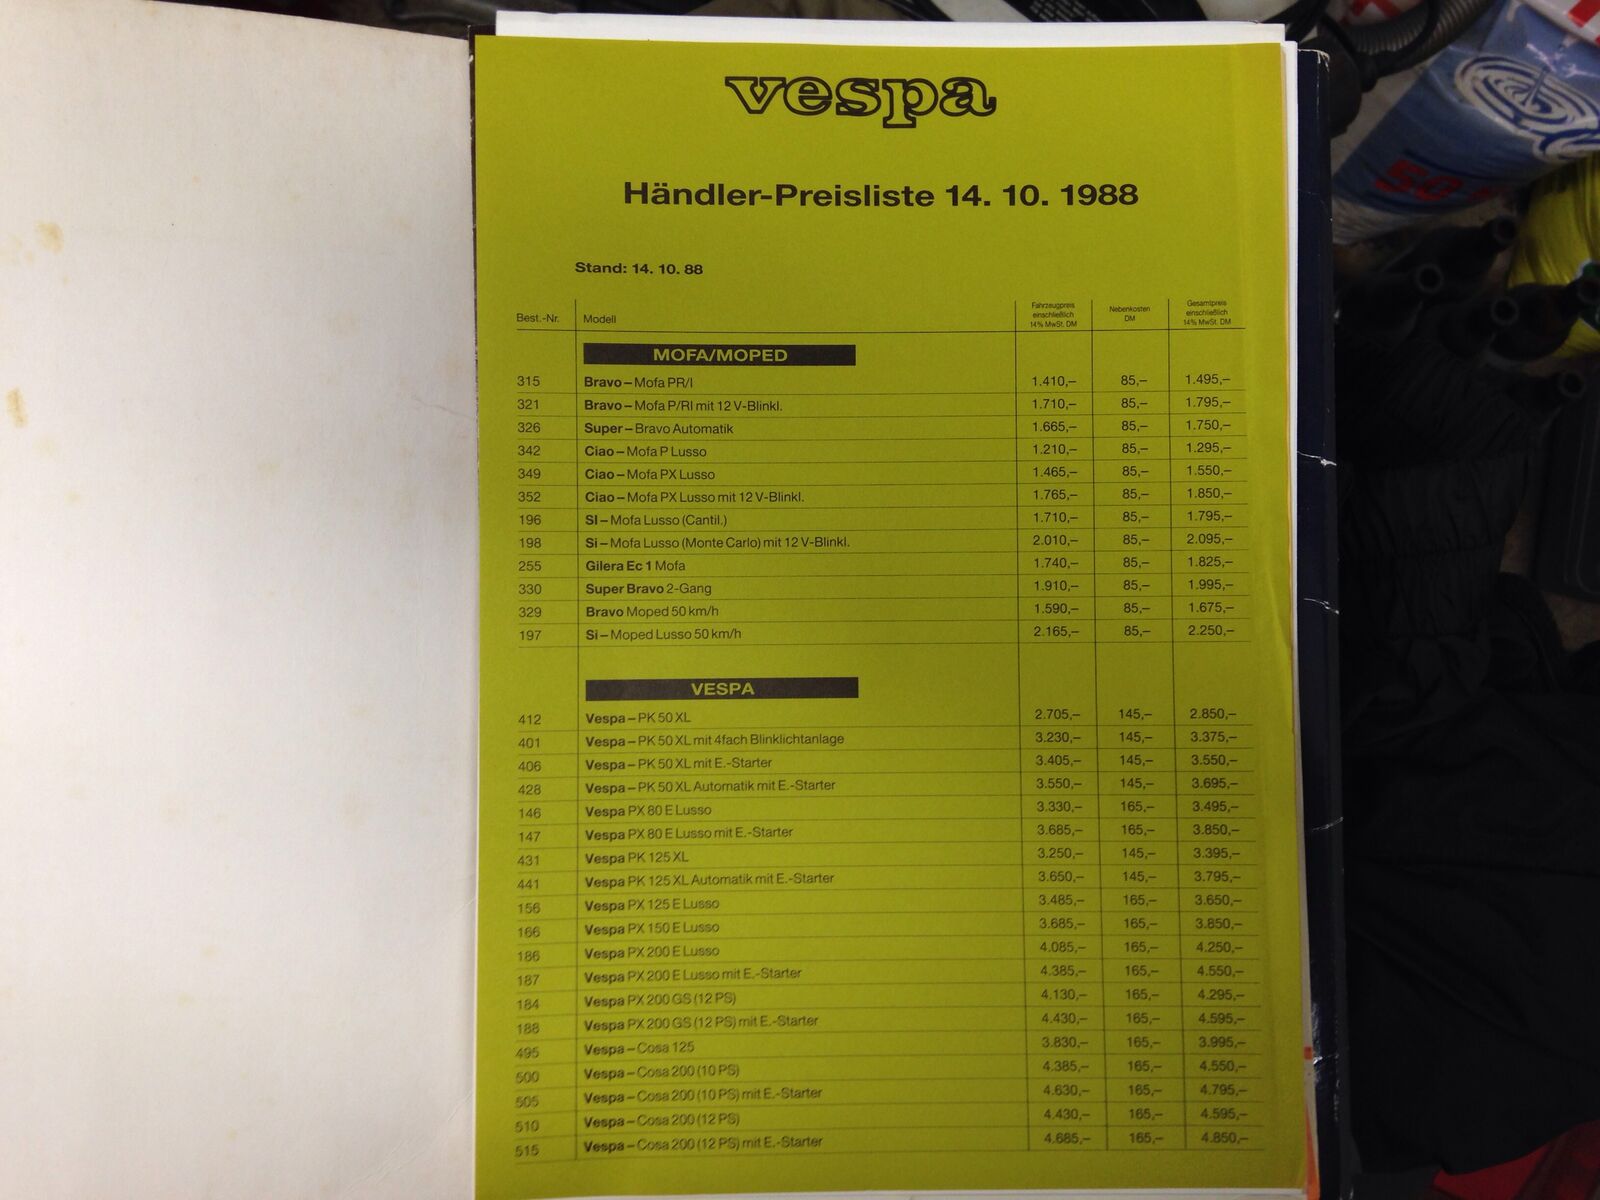 vespa
Händler-Preisliste 14. 10. 1988
Stand: 14. 10. 88
Best.-Nr. Modell Fahrzeugpreis einschließlich 14% MwSt. DM Nebenkosten DM Gesamtpreis einschließlich 14% MwSt. DM
MOFA/MOPED
315 Bravo – Mofa PR/I 1.410,– 85,– 1.495,–
321 Bravo – Mofa P/RI mit 12 V-Blinkl. 1.710,– 85,– 1.795,–
326 Super – Bravo Automatik 1.665,– 85,– 1.750,–
342 Ciao – Mofa P Lusso 1.210,– 85,– 1.295,–
349 Ciao – Mofa PX Lusso 1.465,– 85,– 1.550,–
352 Ciao – Mofa PX Lusso mit 12 V-Blinkl. 1.765,– 85,– 1.850,–
196 SI – Mofa Lusso (Cantil.) 1.710,– 85,– 1.795,–
198 Si – Mofa Lusso (Monte Carlo) mit 12 V-Blinkl. 2.010,– 85,– 2.095,–
255 Gilera Ec 1 Mofa 1.740,– 85,– 1.825,–
330 Super Bravo 2-Gang 1.910,– 85,– 1.995,–
329 Bravo Moped 50 km/h 1.590,– 85,– 1.675,–
197 Si – Moped Lusso 50 km/h 2.165,– 85,– 2.250,–
VESPA
412 Vespa – PK 50 XL 2.705,– 145,– 2.850,–
401 Vespa – PK 50 XL mit 4fach Blinklichtanlage 3.230,– 145,– 3.375,–
406 Vespa – PK 50 XL mit E.-Starter 3.405,– 145,– 3.550,–
428 Vespa – PK 50 XL Automatik mit E.-Starter 3.550,– 145,– 3.695,–
146 Vespa PX 80 E Lusso 3.330,– 165,– 3.495,–
147 Vespa PX 80 E Lusso mit E.-Starter 3.685,– 165,– 3.850,–
431 Vespa PK 125 XL 3.250,– 145,– 3.395,–
441 Vespa PK 125 XL Automatik mit E.-Starter 3.650,– 145,– 3.795,–
156 Vespa PX 125 E Lusso 3.485,– 165,– 3.650,–
166 Vespa PX 150 E Lusso 3.685,– 165,– 3.850,–
186 Vespa PX 200 E Lusso 4.085,– 165,– 4.250,–
187 Vespa PX 200 E Lusso mit E.-Starter 4.385,– 165,– 4.550,–
184 Vespa PX 200 GS (12 PS) 4.130,– 165,– 4.295,–
188 Vespa PX 200 GS (12 PS) mit E.-Starter 4.430,– 165,– 4.595,–
495 Vespa – Cosa 125 3.830,– 165,– 3.995,–
500 Vespa – Cosa 200 (10 PS) 4.385,– 165,– 4.550,–
505 Vespa – Cosa 200 (10 PS) mit E.-Starter 4.630,– 165,– 4.795,–
510 Vespa – Cosa 200 (12 PS) 4.430,– 165,– 4.595,–
515 Vespa – Cosa 200 (12 PS) mit E.-Starter 4.685,– 165,– 4.850,–
50